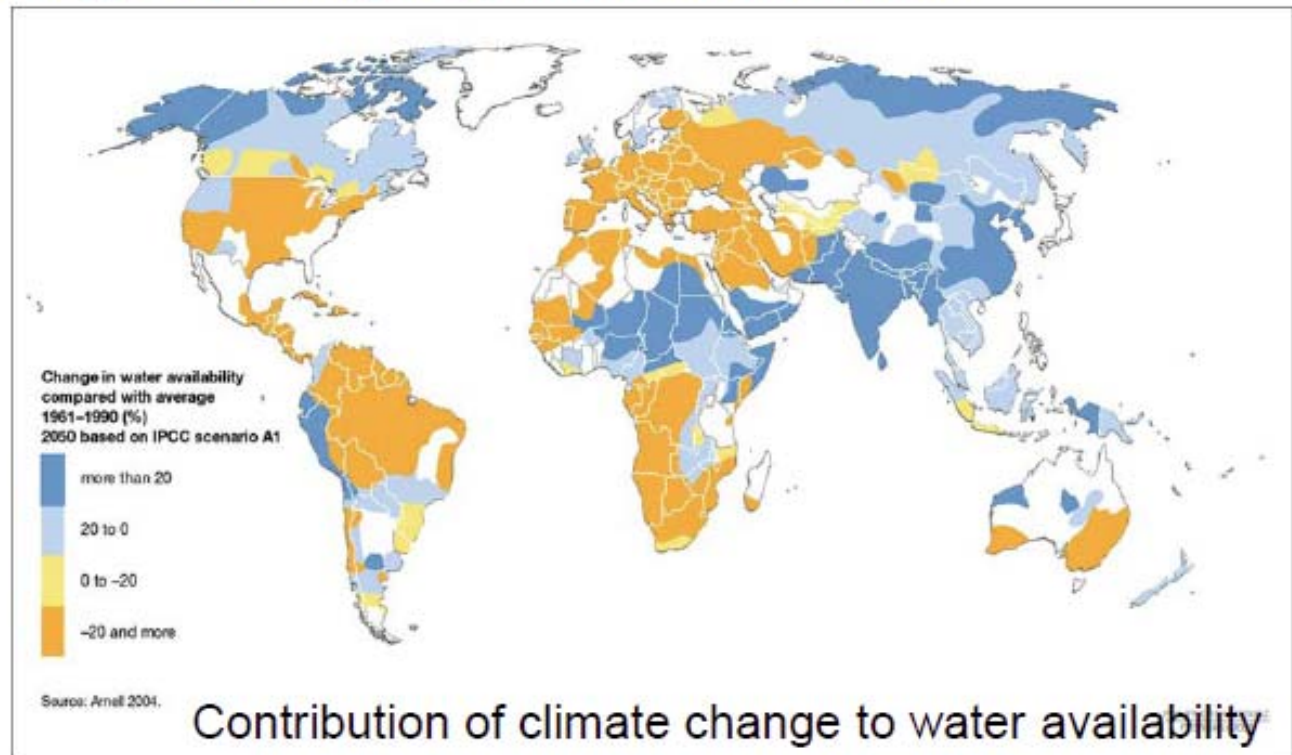 Change in water availability
compared with average
1961–1990 (%)
2050 based on IPCC scenario A1
more than 20
20 to 0
0 to –20
–20 and more
Source: Arnell 2004.
Contribution of climate change to water availability